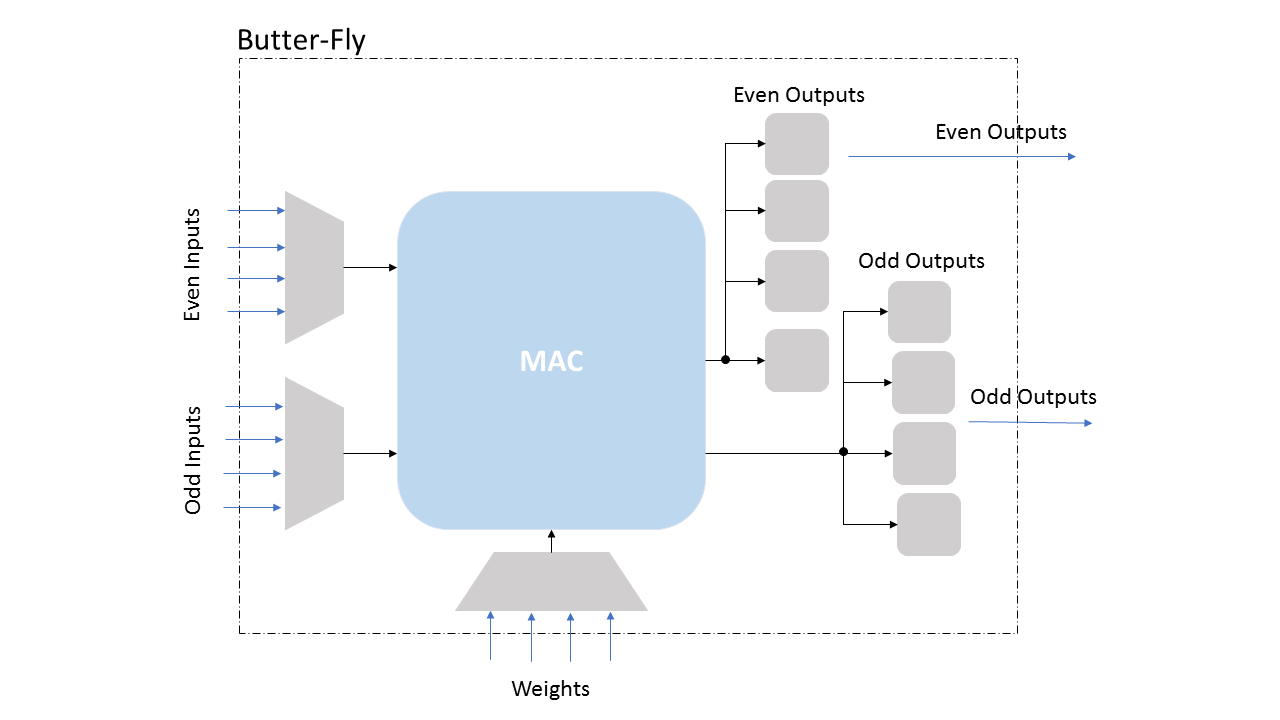 Butter-Fly
Even Outputs
Even Outputs
Even Inputs
Odd Outputs
MAC
Odd Outputs
Odd Inputs
Weights